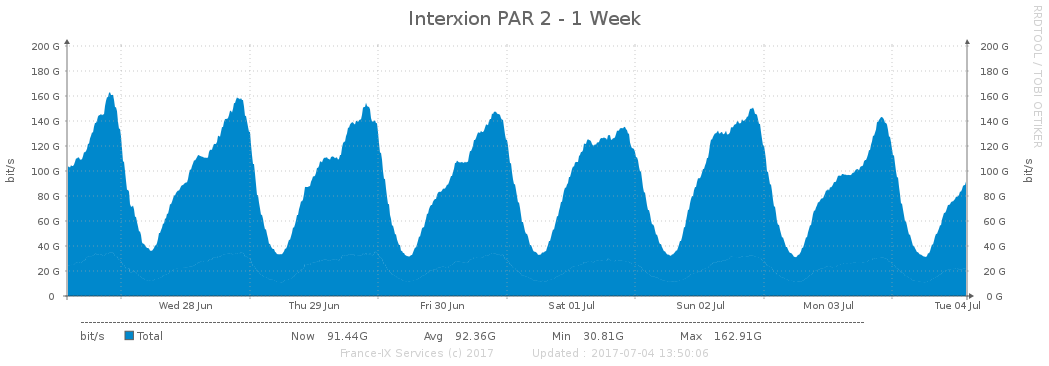 Interxion PAR 2 - 1 Week
RRDTOOL / TOBI OETIKER
200 G 200 G
180 G 180 G
160 G 160 G
140 G 140 G
120 G 120 G
100 G 100 G
80 G 80 G
60 G 60 G
40 G 40 G
20 G 20 G
0 0 G
bit/s bit/s
Wed 28 Jun Thu 29 Jun Fri 30 Jun Sat 01 Jul Sun 02 Jul Mon 03 Jul Tue 04 Jul
bit/s Total Now 91.44G Avg 92.36G Min 30.81G Max 162.91G
France-IX Services (c) 2017 Updated : 2017-07-04 13:50:06